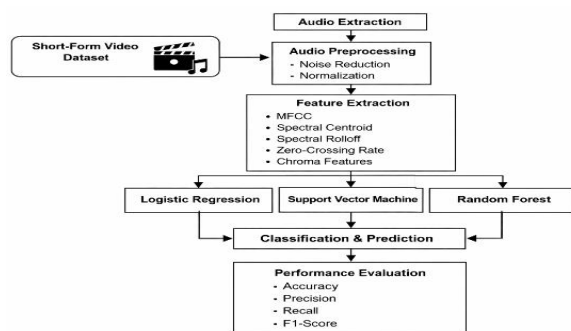 Audio Extraction
Short-Form Video
Dataset
Audio Preprocessing
- Noise Reduction
- Normalization
Feature Extraction
• MFCC
• Spectral Centroid
• Spectral Rolloff
• Zero-Crossing Rate
• Chroma Features
Logistic Regression
Support Vector Machine
Random Forest
Classification & Prediction
Performance Evaluation
- Accuracy
- Precision
- Recall
- F1-Score